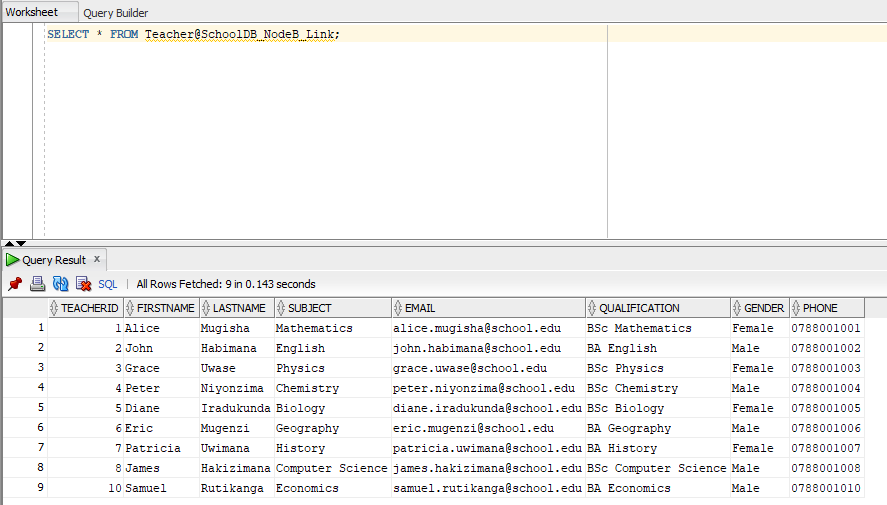 Worksheet Query Builder
SELECT * FROM Teacher@SchoolDB_NodeB_Link;
Query Result x
SQL | All Rows Fetched: 9 in 0.143 seconds
TEACHERID FIRSTNAME LASTNAME SUBJECT EMAIL QUALIFICATION GENDER PHONE
1 1 Alice Mugisha Mathematics alice.mugisha@school.edu BSc Mathematics Female 0788001001
2 2 John Habimana English john.habimana@school.edu BA English Male 0788001002
3 3 Grace Uwase Physics grace.uwase@school.edu BSc Physics Female 0788001003
4 4 Peter Niyonzima Chemistry peter.niyonzima@school.edu BSc Chemistry Male 0788001004
5 5 Diane Iradukunda Biology diane.iradukunda@school.edu BSc Biology Female 0788001005
6 6 Eric Mugenzi Geography eric.mugenzi@school.edu BA Geography Male 0788001006
7 7 Patricia Uwimana History patricia.uwimana@school.edu BA History Female 0788001007
8 8 James Hakizimana Computer Science james.hakizimana@school.edu BSc Computer Science Male 0788001008
9 10 Samuel Rutikanga Economics samuel.rutikanga@school.edu BA Economics Male 0788001010